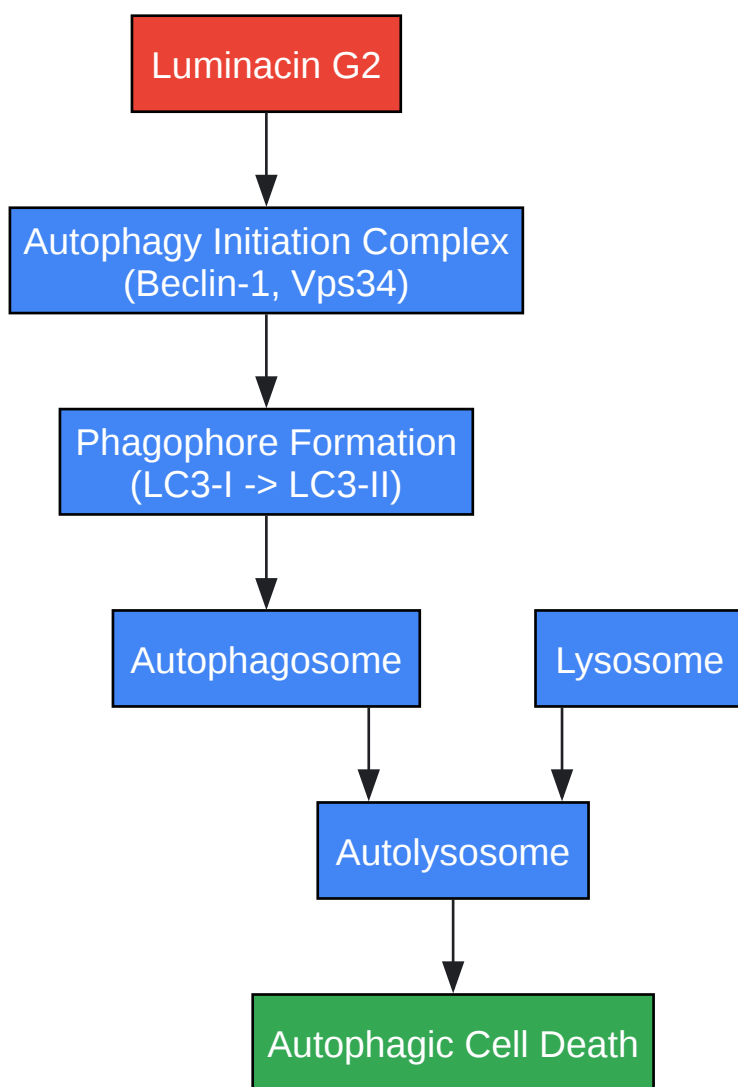 Luminacin G2
Autophagy Initiation Complex
(Beclin-1, Vps34)
Phagophore Formation
(LC3-I -> LC3-II)
Autophagosome
Lysosome
Autolysosome
Autophagic Cell Death